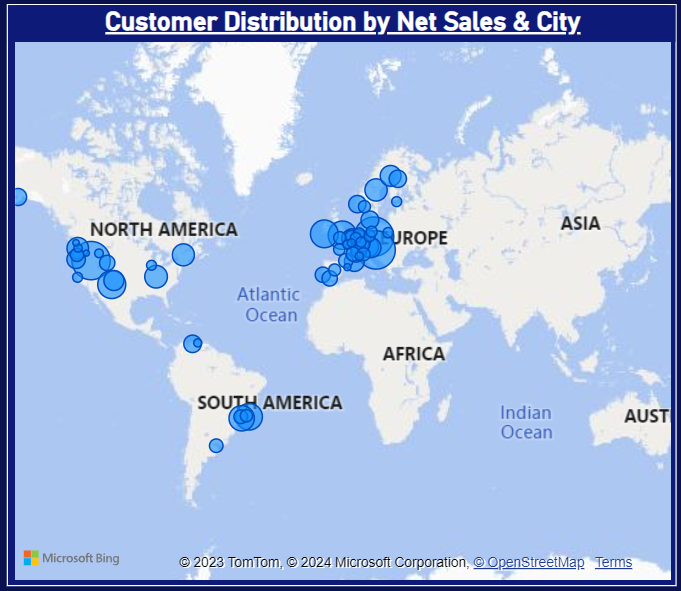 Customer Distribution by Net Sales & City
NORTH AMERICA
UROPE
ASIA
Atlantic
Ocean
AFRICA
SOUTH AMERICA
Indian
Ocean
AUST
Microsoft Bing
© 2023 TomTom, © 2024 Microsoft Corporation, © OpenStreetMap Terms